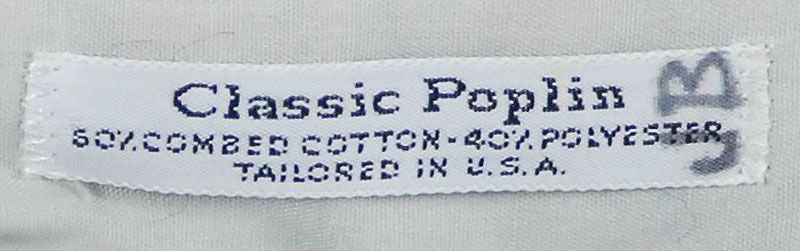 Classic Poplin
60% COMBED COTTON-40% POLYESTER
TAILORED IN U.S.A.
JB